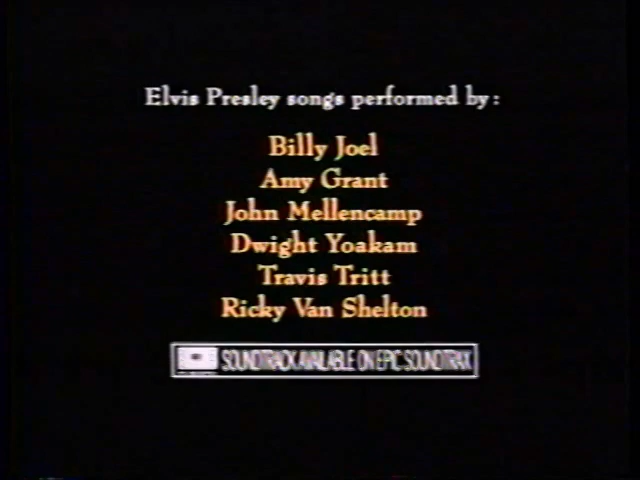 Elvis Presley songs performed by:
Billy Joel
Amy Grant
John Mellencamp
Dwight Yoakam
Travis Tritt
Ricky Van Shelton
SOUNDTRACK AVAILABLE ON EPIC SOUNDTRAX